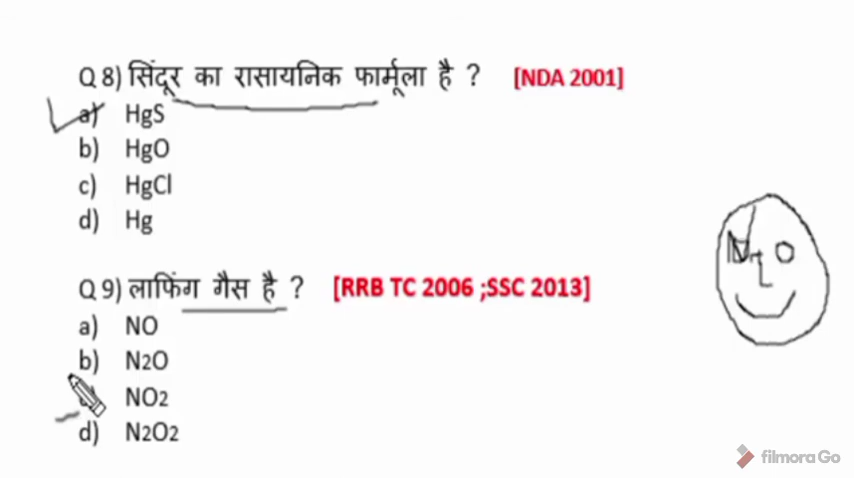 Q 8) सिंदूर का रासायनिक फार्मूला है ? [NDA 2001]
a) HgS
b) HgO
c) HgCl
d) Hg
Q 9) लाफिंग गैस है ? [RRB TC 2006 ;SSC 2013]
a) NO
b) N2O
NO2
d) N2O2
filmora Go